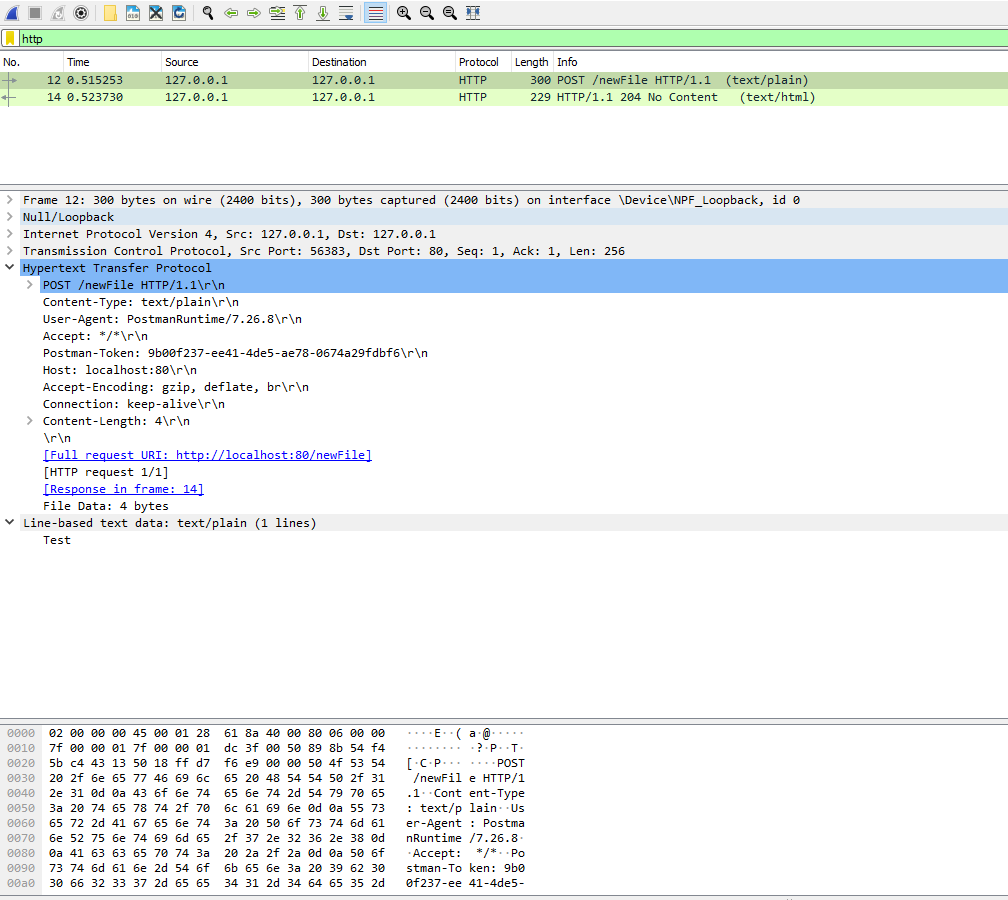 http
No. Time Source Destination Protocol Length Info
12 0.515253 127.0.0.1 127.0.0.1 HTTP 300 POST /newFile HTTP/1.1  (text/plain)
14 0.523730 127.0.0.1 127.0.0.1 HTTP 229 HTTP/1.1 204 No Content  (text/html)
Frame 12: 300 bytes on wire (2400 bits), 300 bytes captured (2400 bits) on interface \Device\NPF_Loopback, id 0
Null/Loopback
Internet Protocol Version 4, Src: 127.0.0.1, Dst: 127.0.0.1
Transmission Control Protocol, Src Port: 56383, Dst Port: 80, Seq: 1, Ack: 1, Len: 256
Hypertext Transfer Protocol
POST /newFile HTTP/1.1\r\n
Content-Type: text/plain\r\n
User-Agent: PostmanRuntime/7.26.8\r\n
Accept: */*\r\n
Postman-Token: 9b00f237-ee41-4de5-ae78-0674a29fdbf6\r\n
Host: localhost:80\r\n
Accept-Encoding: gzip, deflate, br\r\n
Connection: keep-alive\r\n
Content-Length: 4\r\n
\r\n
[Full request URI: http://localhost:80/newFile]
[HTTP request 1/1]
[Response in frame: 14]
File Data: 4 bytes
Line-based text data: text/plain (1 lines)
Test
0000 02 00 00 00 45 00 01 28 61 8a 40 00 80 06 00 00 ····E··( a·@·····
0010 7f 00 00 01 7f 00 00 01 dc 3f 00 50 89 8b 54 f4 ········ ·?·P··T·
0020 5b c4 43 13 50 18 ff d7 f6 e9 00 00 50 4f 53 54 [·C·P··· ····POST
0030 20 2f 6e 65 77 46 69 6c 65 20 48 54 54 50 2f 31 /newFil e HTTP/1
0040 2e 31 0d 0a 43 6f 6e 74 65 6e 74 2d 54 79 70 65 .1··Cont ent-Type
0050 3a 20 74 65 78 74 2f 70 6c 61 69 6e 0d 0a 55 73 : text/p lain··Us
0060 65 72 2d 41 67 65 6e 74 3a 20 50 6f 73 74 6d 61 er-Agent : Postma
0070 6e 52 75 6e 74 69 6d 65 2f 37 2e 32 36 2e 38 0d nRuntime /7.26.8·
0080 0a 41 63 63 65 70 74 3a 20 2a 2f 2a 0d 0a 50 6f ·Accept:  */*··Po
0090 73 74 6d 61 6e 2d 54 6f 6b 65 6e 3a 20 39 62 30 stman-To ken: 9b0
00a0 30 66 32 33 37 2d 65 65 34 31 2d 34 64 65 35 2d 0f237-ee 41-4de5-